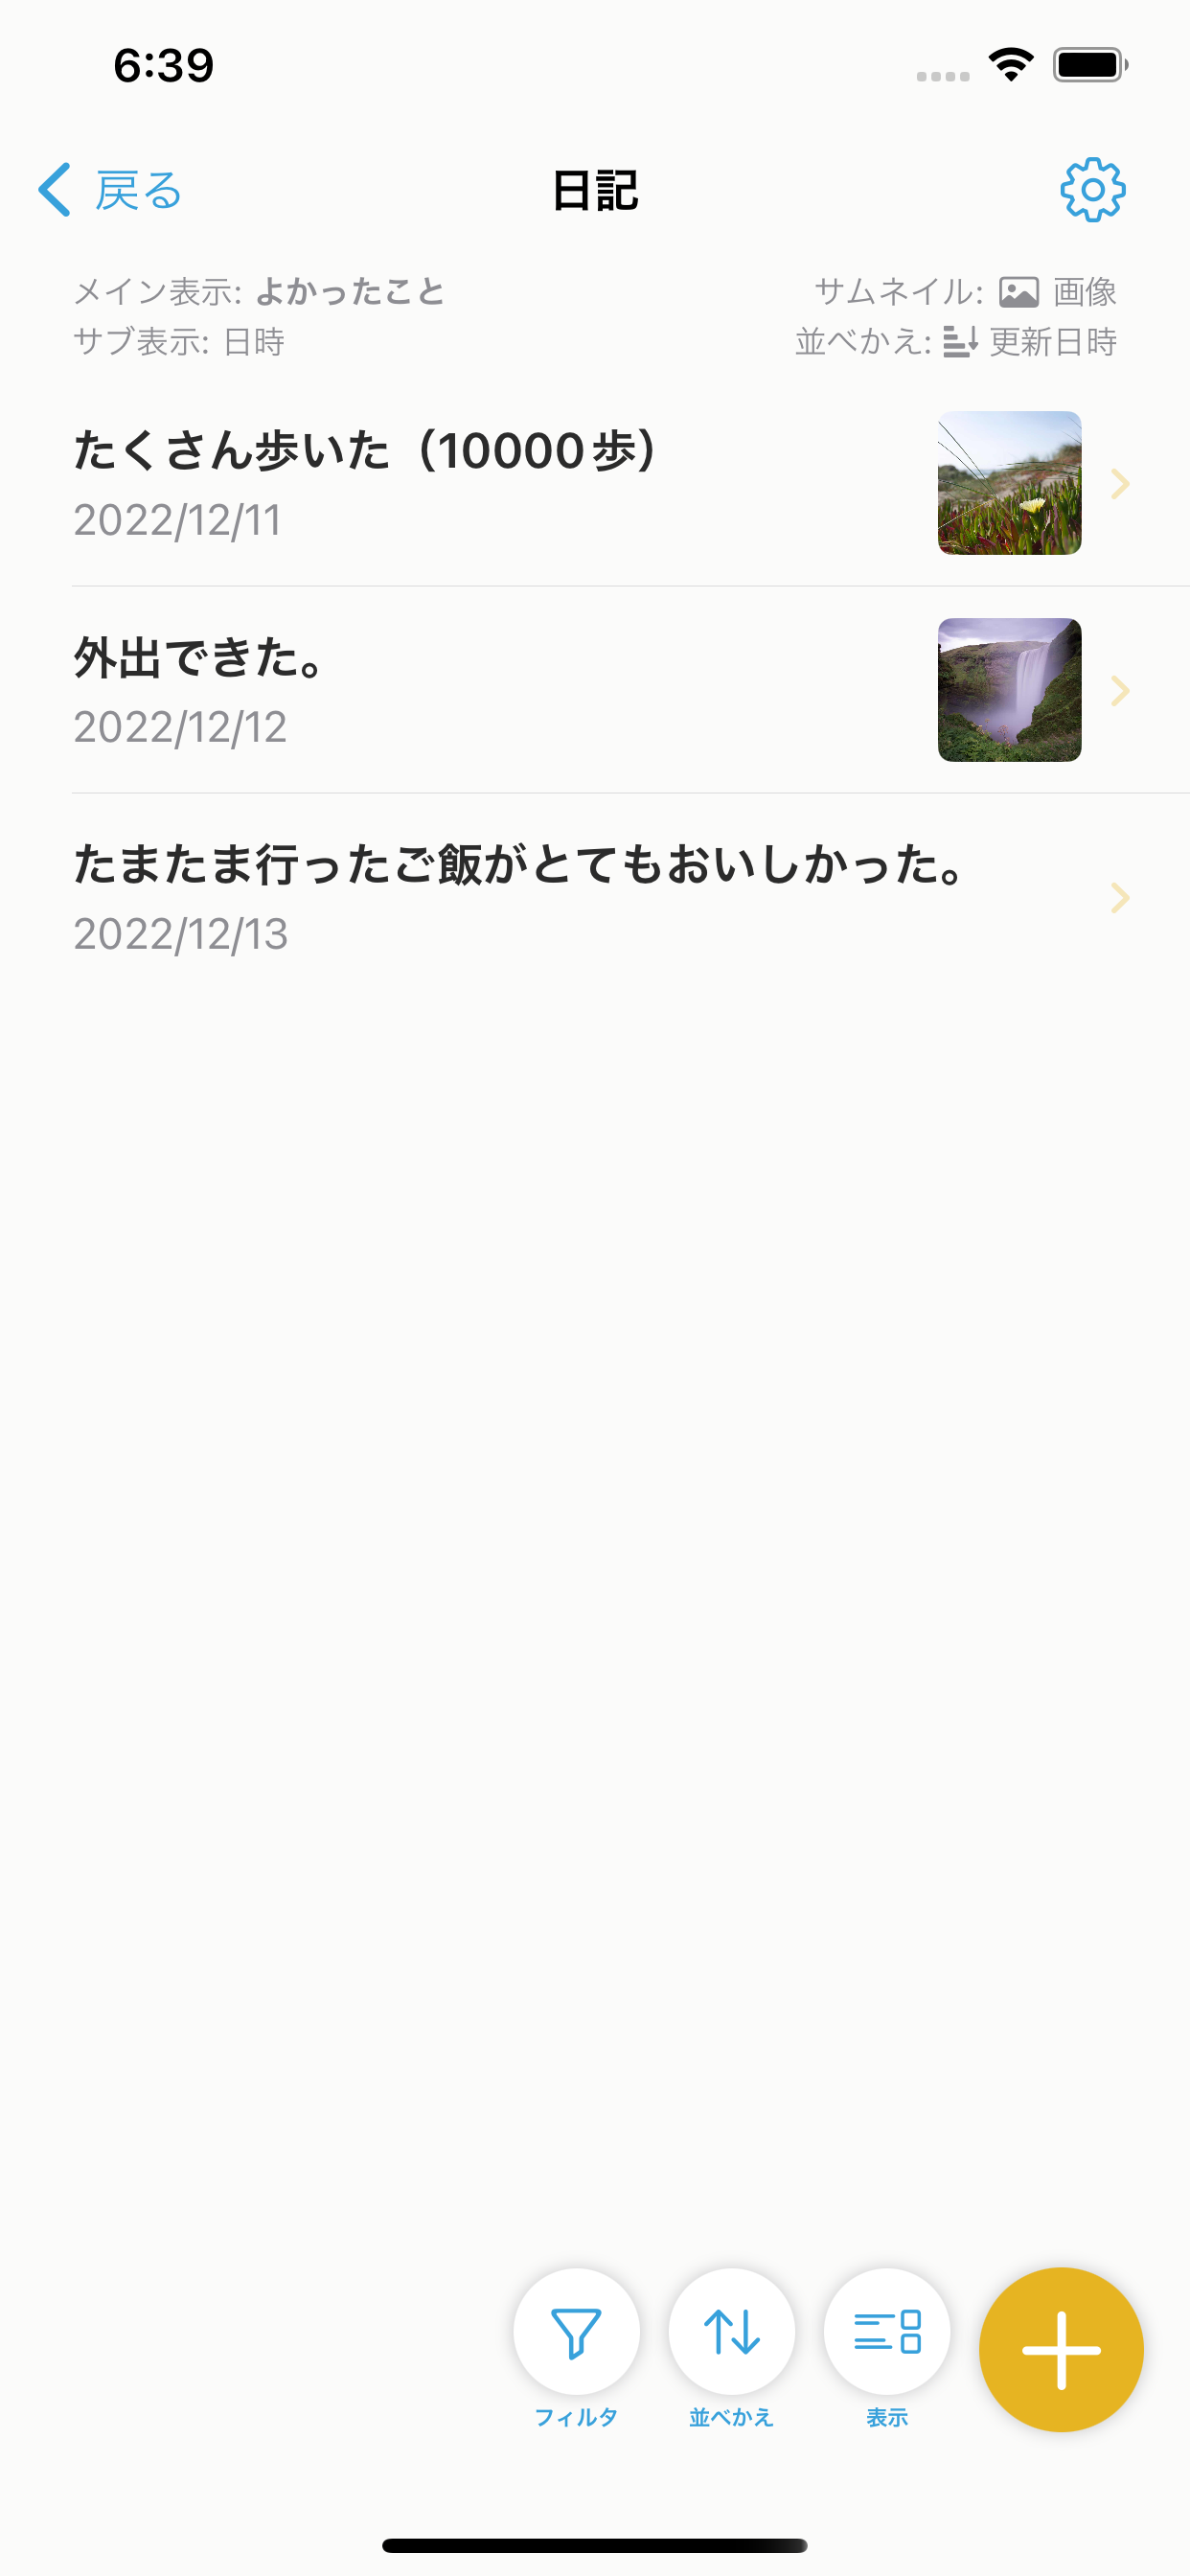 6:39
戻る
日記
メイン表示: よかったこと
サムネイル: 画像
サブ表示: 日時
並べかえ: 更新日時
たくさん歩いた（10000歩）
2022/12/11
外出できた。
2022/12/12
たまたま行ったご飯がとてもおいしかった。
2022/12/13
フィルタ
並べかえ
表示